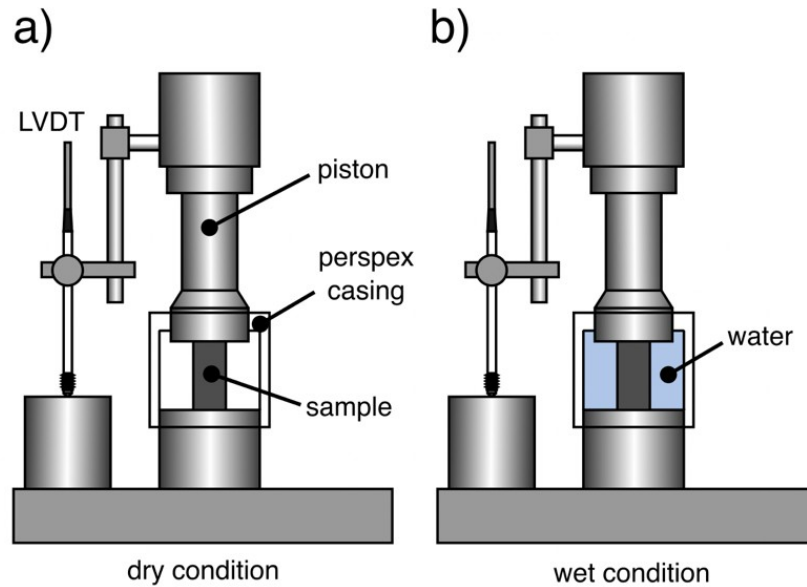 a)
b)
LVDT
piston
perspex
casing
water
sample
dry condition
wet condition